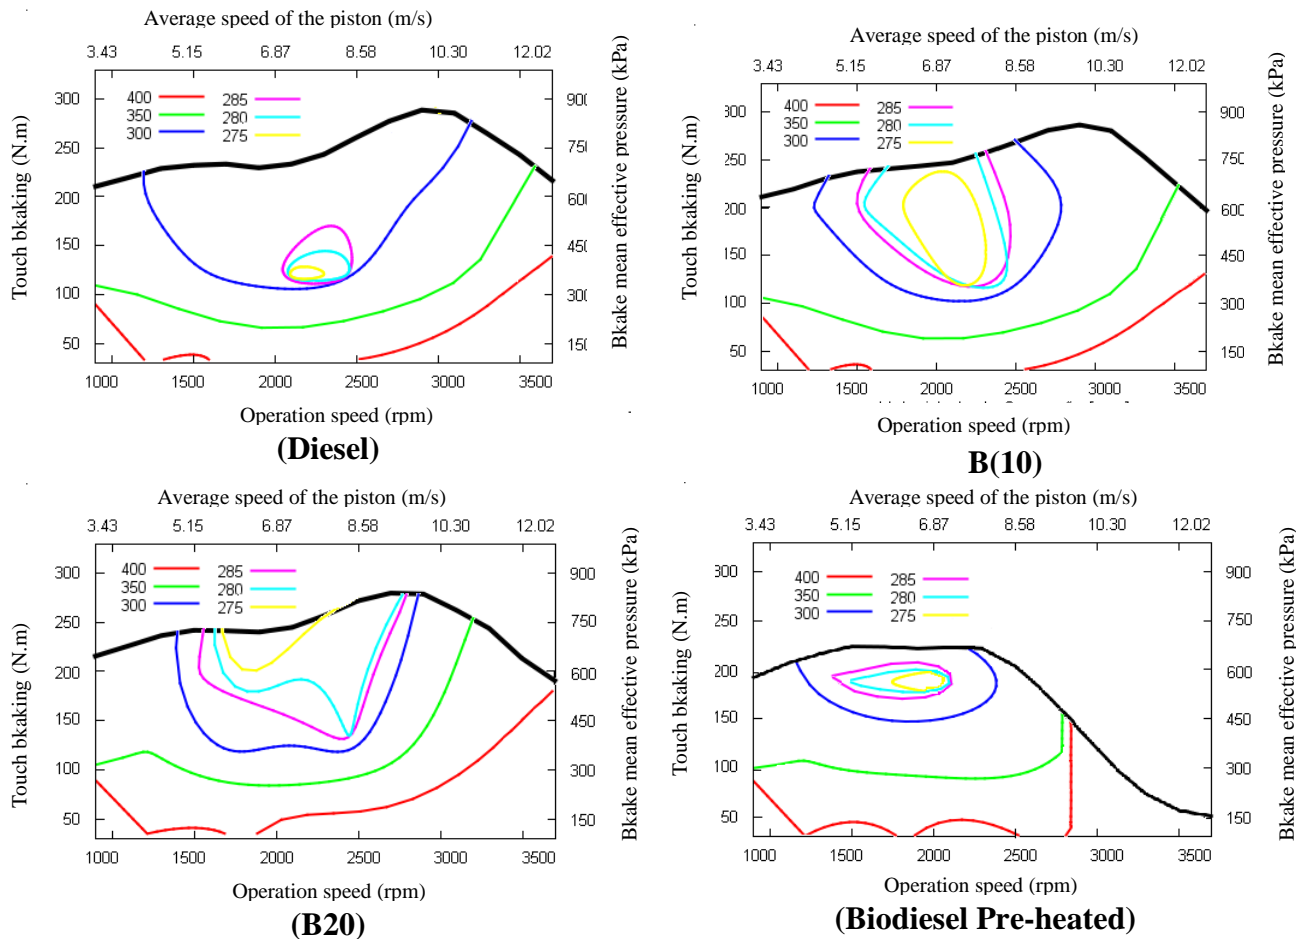 Average speed of the piston (m/s)
3.43 5.15 6.87 8.58 10.30 12.02
Touch bkaking (N.m)
300
250
200
150
100
50
400 285
350 280
300 275
900
750
600
450
300
150
Bkake mean effective pressure (kPa)
1000 1500 2000 2500 3000 3500
Operation speed (rpm)
(Diesel)
Average speed of the piston (m/s)
3.43 5.15 6.87 8.58 10.30 12.02
Touch bkaking (N.m)
300
250
200
150
100
50
400 285
350 280
300 275
900
750
600
450
300
150
Bkake mean effective pressure (kPa)
1000 1500 2000 2500 3000 3500
Operation speed (rpm)
B(10)
Average speed of the piston (m/s)
3.43 5.15 6.87 8.58 10.30 12.02
Touch bkaking (N.m)
300
250
200
150
100
50
400 285
350 280
300 275
900
750
600
450
300
150
Bkake mean effective pressure (kPa)
1000 1500 2000 2500 3000 3500
Operation speed (rpm)
(B20)
Average speed of the piston (m/s)
3.43 5.15 6.87 8.58 10.30 12.02
Touch bkaking (N.m)
300
250
200
150
100
50
400 285
350 280
300 275
900
750
600
450
300
150
Bkake mean effective pressure (kPa)
1000 1500 2000 2500 3000 3500
Operation speed (rpm)
(Biodiesel Pre-heated)